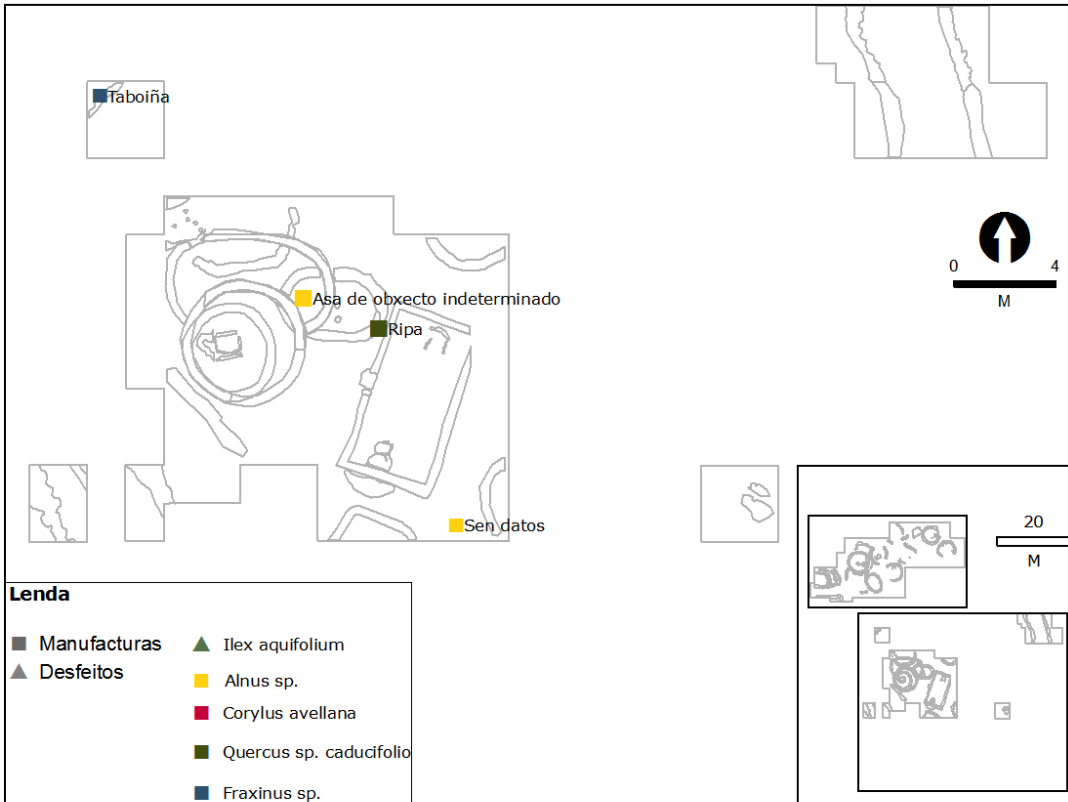 Taboiña
0 4
M
Asa de obxecto indeterminado
Ripa
Sen datos
20
M
Lenda
Manufacturas
Desfeitos
Ilex aquifolium
Alnus sp.
Corylus avellana
Quercus sp. caducifolio
Fraxinus sp.